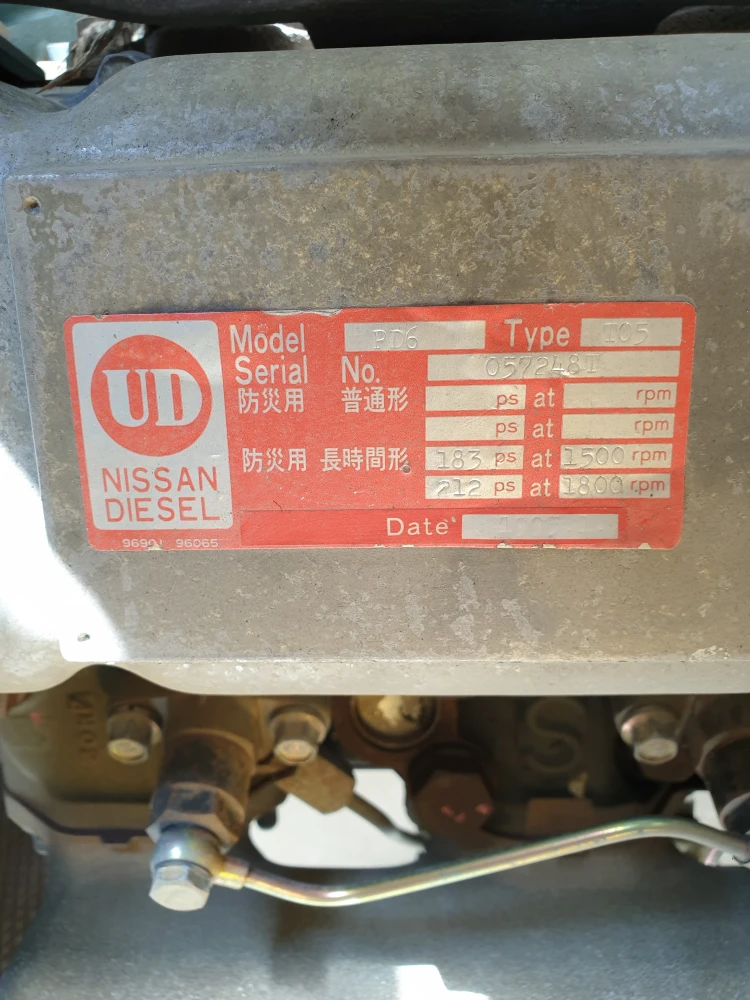 UD
NISSAN
DIESEL
Model PD6 Type
Serial No. 057248T
防災用 普通形 ps at rpm
ps at rpm
防災用 長時間形 183 ps at 1500 rpm
212 ps at 1800 rpm
Date
96065
S